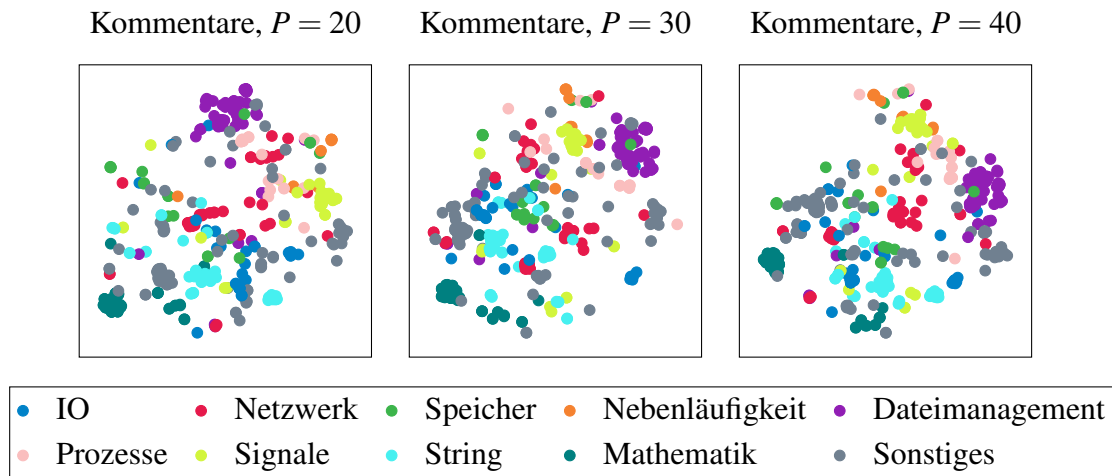 Kommentare, P = 20 Kommentare, P = 30 Kommentare, P = 40
IO Netzwerk Speicher Nebenläufigkeit Dateimanagement
Prozesse Signale String Mathematik Sonstiges